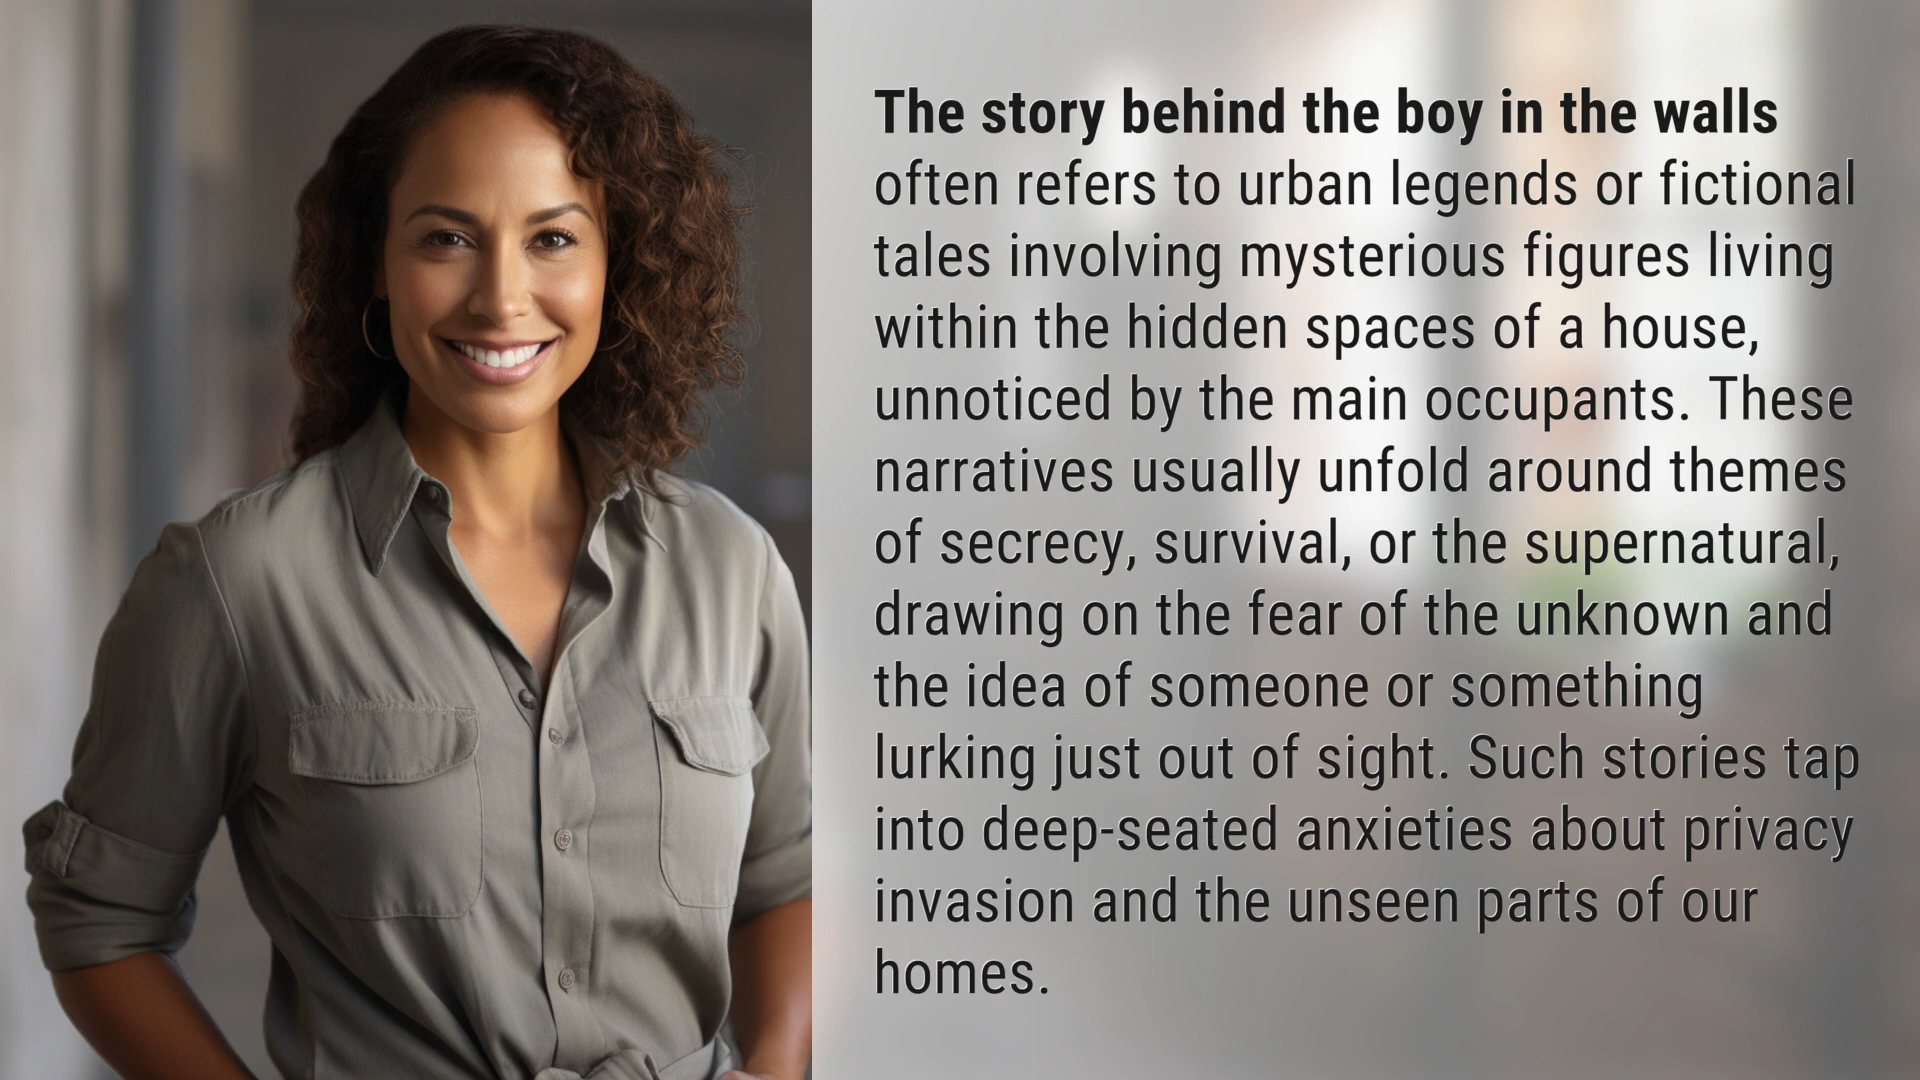 The story behind the boy in the walls
often refers to urban legends or fictional
tales involving mysterious figures living
within the hidden spaces of a house,
unnoticed by the main occupants. These
narratives usually unfold around themes
of secrecy, survival, or the supernatural,
drawing on the fear of the unknown and
the idea of someone or something
lurking just out of sight. Such stories tap
into deep-seated anxieties about privacy
invasion and the unseen parts of our
homes.